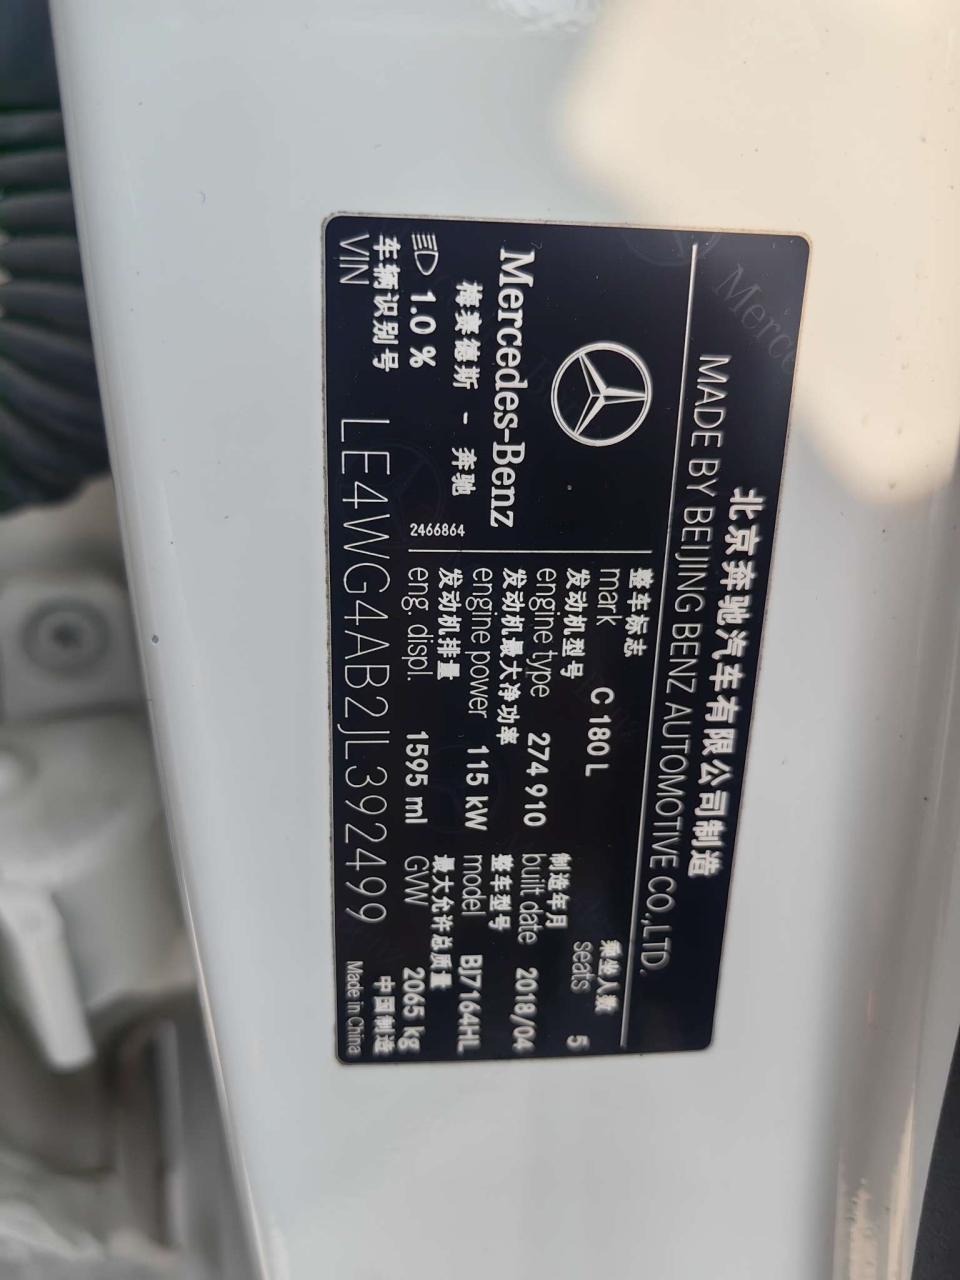 北京奔驰汽车有限公司制造
MADE BY BEIJING BENZ AUTOMOTIVE CO.,LTD.
Mercedes-Benz
梅赛德斯 - 奔驰
1.0 %
2466864
整车标志
mark C 180 L
发动机型号
engine type 274 910
发动机最大净功率
engine power 115 kW
发动机排量
eng. displ. 1595 ml
乘坐人数
seats 5
制造年月
built date 2018/04
整车型号
model BJ7164HL
最大允许总质量
GVW 2065 kg
车辆识别号
VIN LE4WG4AB2JL392499
中国制造
Made in China